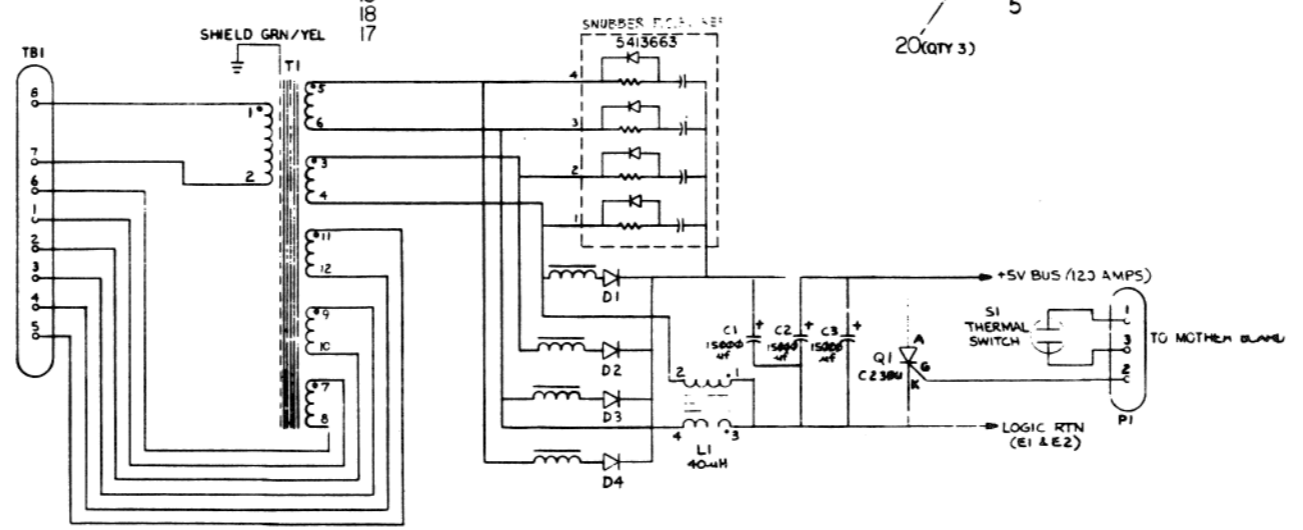 18
17
SHIELD GRN/YEL
TB1
T1
8
7
6
1
2
3
4
5
1
2
5
6
3
4
11
12
9
10
7
8
SNUBBER
5413663
4
3
2
1
D1
D2
D3
D4
20(QTY 3)
5
+5V BUS (120 AMPS)
C1
15000
uf
C2
15000
uf
C3
15000
uf
2
1
4
3
L1
40uH
Q1
A
G
K
S1
THERMAL
SWITCH
1
3
2
P1
TO MOTHER
LOGIC RTN
(E1 & E2)